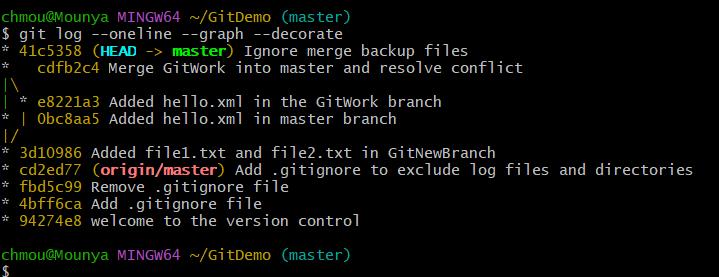 chmou@Mounya MINGW64 ~/GitDemo (master)
$ git log --oneline --graph --decorate
* 41c5358 (HEAD -> master) Ignore merge backup files
*   cdfb2c4 Merge GitWork into master and resolve conflict
|\
| * e8221a3 Added hello.xml in the GitWork branch
* | 0bc8aa5 Added hello.xml in master branch
|/
* 3d10986 Added file1.txt and file2.txt in GitNewBranch
* cd2ed77 (origin/master) Add .gitignore to exclude log files and directories
* fbd5c99 Remove .gitignore file
* 4bff6ca Add .gitignore file
* 94274e8 welcome to the version control
chmou@Mounya MINGW64 ~/GitDemo (master)
$